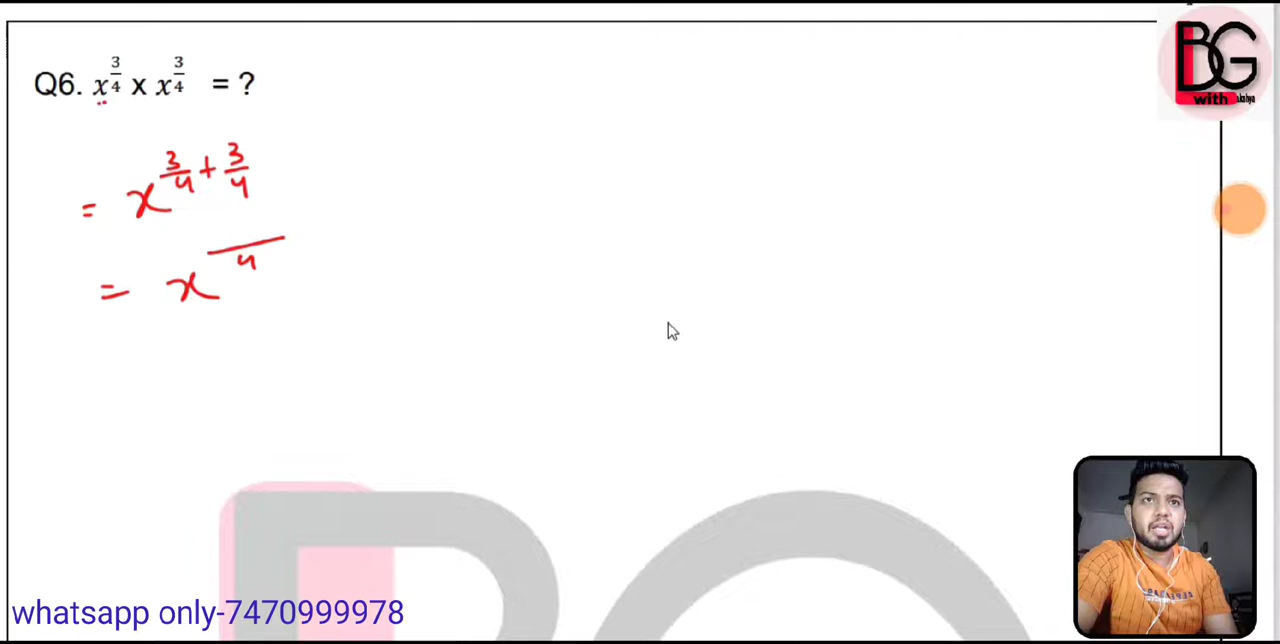 Q6. x^{3/4} x x^{3/4} = ?
= x^{3/4 + 3/4}
= x^{/4}
BG
with
whatsapp only-7470999978